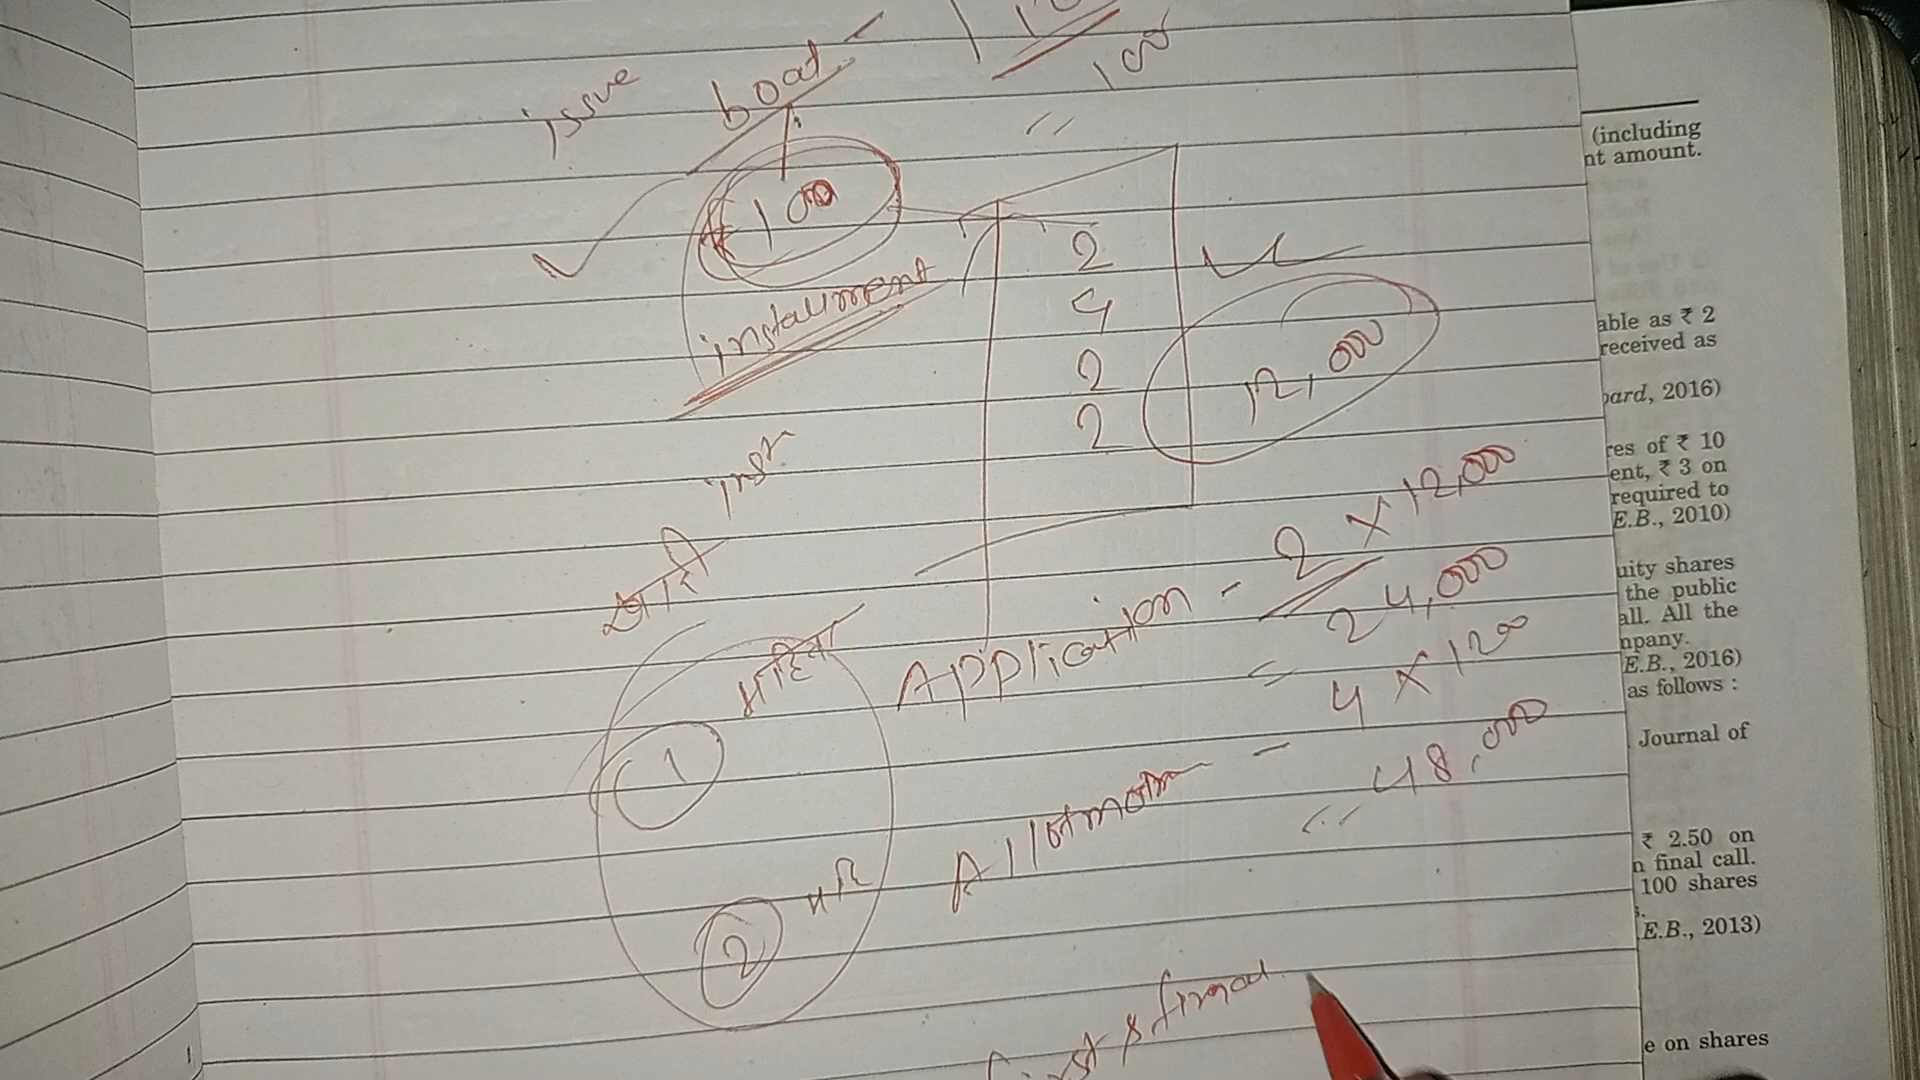 issue
100
₹100
installment
2
4
2
2
12,000
inst.
Application - 2 × 12,000
= 24,000
Allotment - 4 × 120
= 48,000
1
2
first & final
(including
nt amount.
able as ₹ 2
received as
ard, 2016)
res of ₹ 10
ent, ₹ 3 on
required to
E.B., 2010)
uity shares
the public
all. All the
npany.
E.B., 2016)
as follows :
Journal of
₹ 2.50 on
n final call.
100 shares
E.B., 2013)
e on shares